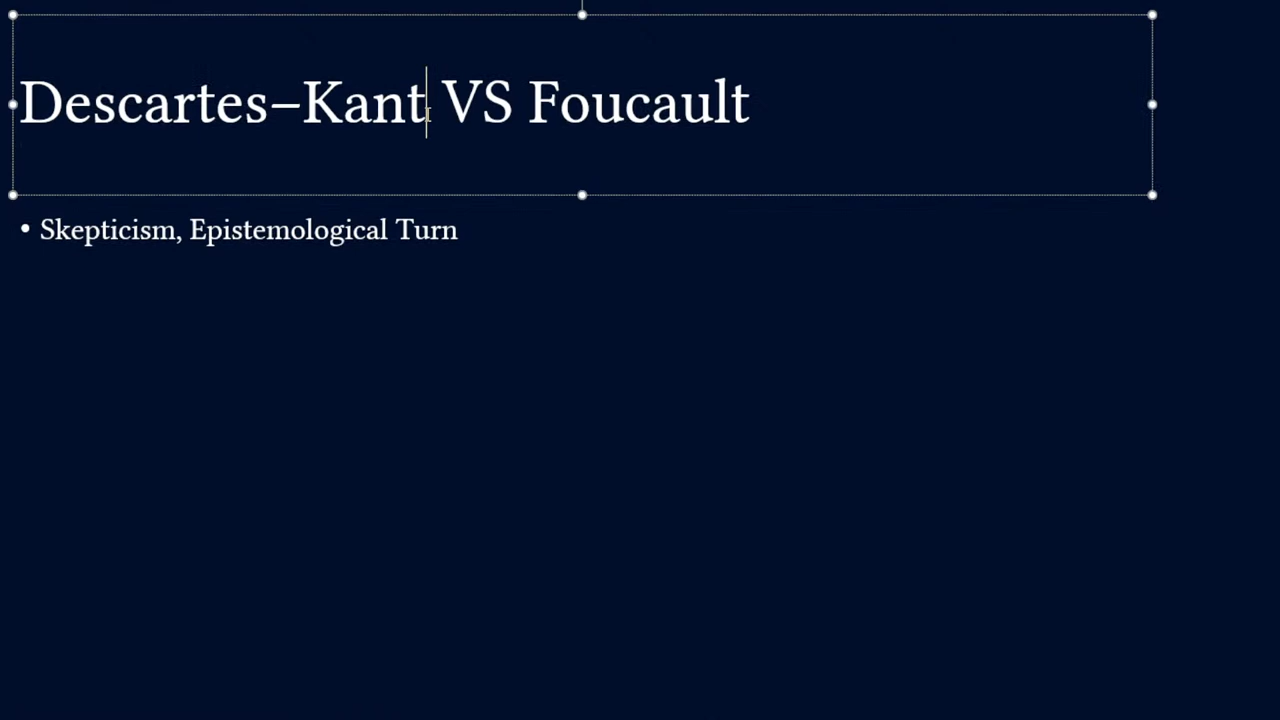 Descartes–Kant VS Foucault
• Skepticism, Epistemological Turn